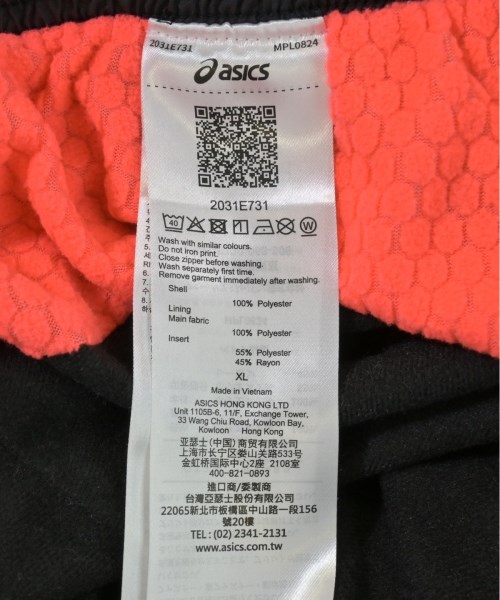 2031E731 MPL0824
asics
2031E731
40 W
Wash with similar colours.
Do not iron print.
Close zipper before washing.
Wash separately first time.
Remove garment immediately after washing.
Shell
100% Polyester
Lining
Main fabric
100% Polyester
Insert
55% Polyester
45% Rayon
XL
Made in Vietnam
ASICS HONG KONG LTD
Unit 1105B-6, 11/F, Exchange Tower,
33 Wang Chiu Road, Kowloon Bay,
Kowloon Hong Kong
亚瑟士(中国)商贸有限公司
上海市长宁区娄山关路533号
金虹桥国际中心2座 2108室
400-821-0893
進口商/委製商
台灣亞瑟士股份有限公司
22065新北市板橋區中山路一段156
號20樓
TEL: (02) 2341-2131
www.asics.com.tw